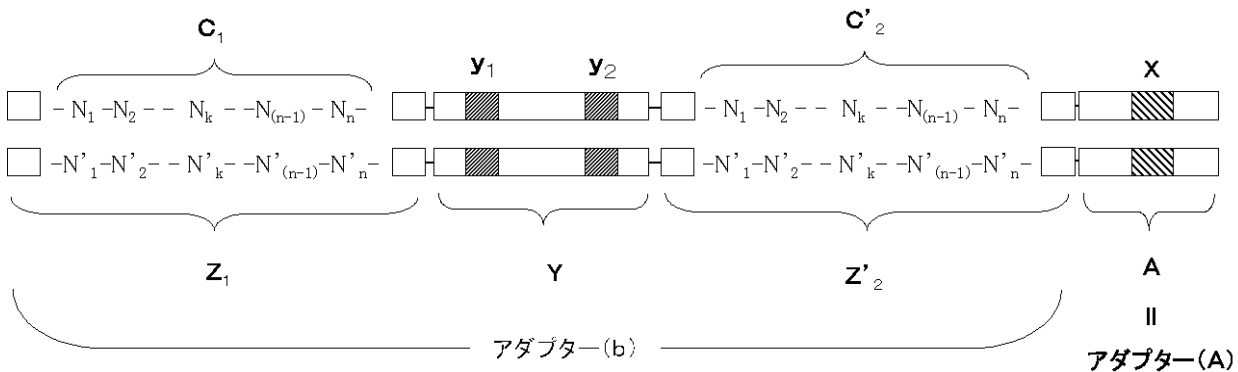 C₁ C'₂
y₁ y₂ X
- N₁ -N₂ - - Nₖ - -N₍ₙ₋₁₎ - Nₙ- - N₁ -N₂ - - Nₖ - -N₍ₙ₋₁₎ - Nₙ-
-N'₁-N'₂- - N'ₖ- -N'₍ₙ₋₁₎-N'ₙ- -N'₁-N'₂- - N'ₖ- -N'₍ₙ₋₁₎-N'ₙ-
Z₁ Y Z'₂ A
=
アダプター(b) アダプター(A)